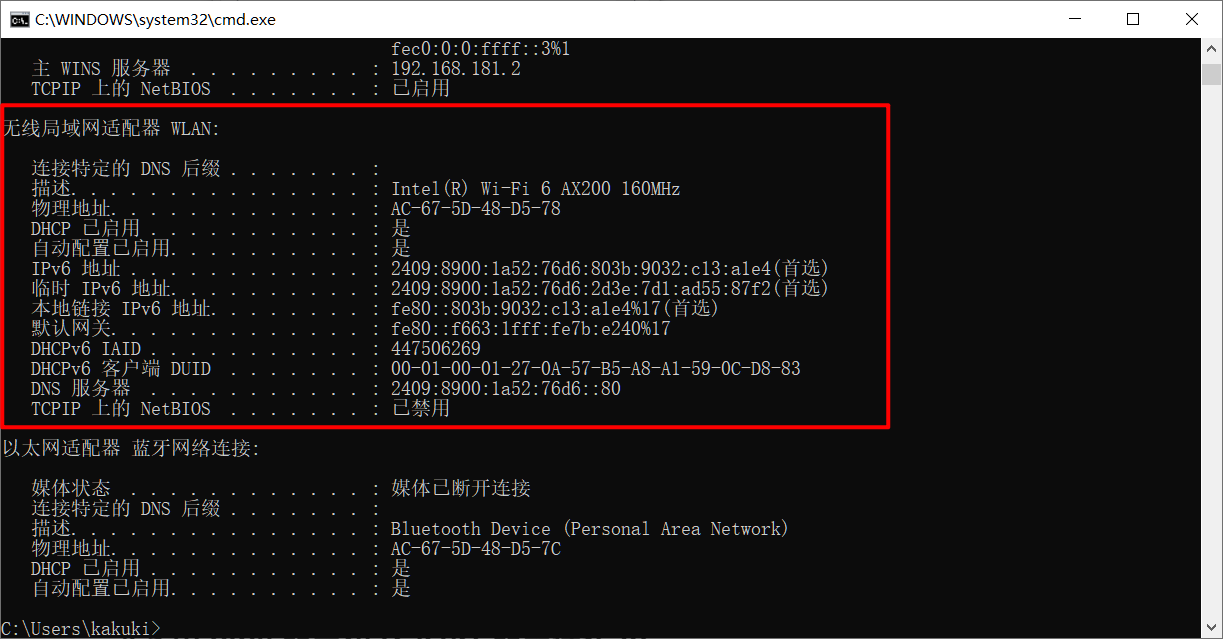 C:\WINDOWS\system32\cmd.exe
fec0:0:0:ffff::3%1
主 WINS 服务器 . . . . . . . . . : 192.168.181.2
TCPIP 上的 NetBIOS . . . . . . . : 已启用
无线局域网适配器 WLAN:
连接特定的 DNS 后缀 . . . . . . . :
描述. . . . . . . . . . . . . . . : Intel(R) Wi-Fi 6 AX200 160MHz
物理地址. . . . . . . . . . . . . : AC-67-5D-48-D5-78
DHCP 已启用 . . . . . . . . . . . : 是
自动配置已启用. . . . . . . . . . : 是
IPv6 地址 . . . . . . . . . . . . : 2409:8900:1a52:76d6:803b:9032:c13:a1e4(首选)
临时 IPv6 地址. . . . . . . . . . : 2409:8900:1a52:76d6:2d3e:7d1:ad55:87f2(首选)
本地链接 IPv6 地址. . . . . . . . : fe80::803b:9032:c13:a1e4%17(首选)
默认网关. . . . . . . . . . . . . : fe80::f663:1fff:fe7b:e240%17
DHCPv6 IAID . . . . . . . . . . . : 447506269
DHCPv6 客户端 DUID  . . . . . . . : 00-01-00-01-27-0A-57-B5-A8-A1-59-0C-D8-83
DNS 服务器  . . . . . . . . . . . : 2409:8900:1a52:76d6::80
TCPIP 上的 NetBIOS  . . . . . . . : 已禁用
以太网适配器 蓝牙网络连接:
媒体状态  . . . . . . . . . . . . : 媒体已断开连接
连接特定的 DNS 后缀 . . . . . . . :
描述. . . . . . . . . . . . . . . : Bluetooth Device (Personal Area Network)
物理地址. . . . . . . . . . . . . : AC-67-5D-48-D5-7C
DHCP 已启用 . . . . . . . . . . . : 是
自动配置已启用. . . . . . . . . . : 是
C:\Users\kakuki>